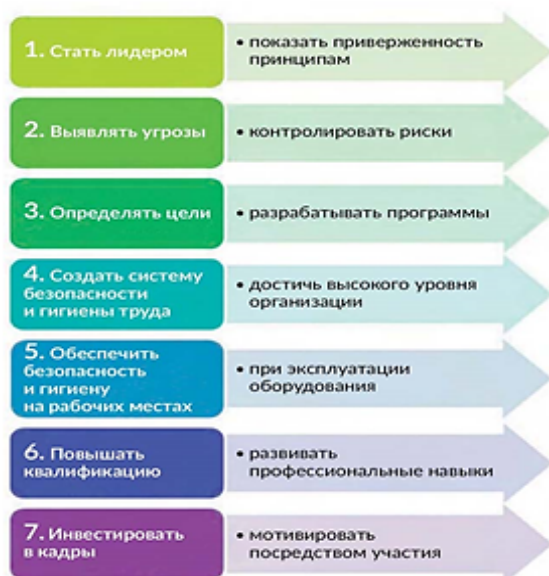 1. Стать лидером
• показать приверженность
принципам
2. Выявлять угрозы
• контролировать риски
3. Определять цели
• разрабатывать программы
4. Создать систему
безопасности
и гигиены труда
• достичь высокого уровня
организации
5. Обеспечить
безопасность
и гигиену
на рабочих местах
• при эксплуатации
оборудования
6. Повышать
квалификацию
• развивать
профессиональные навыки
7. Инвестировать
в кадры
• мотивировать
посредством участия